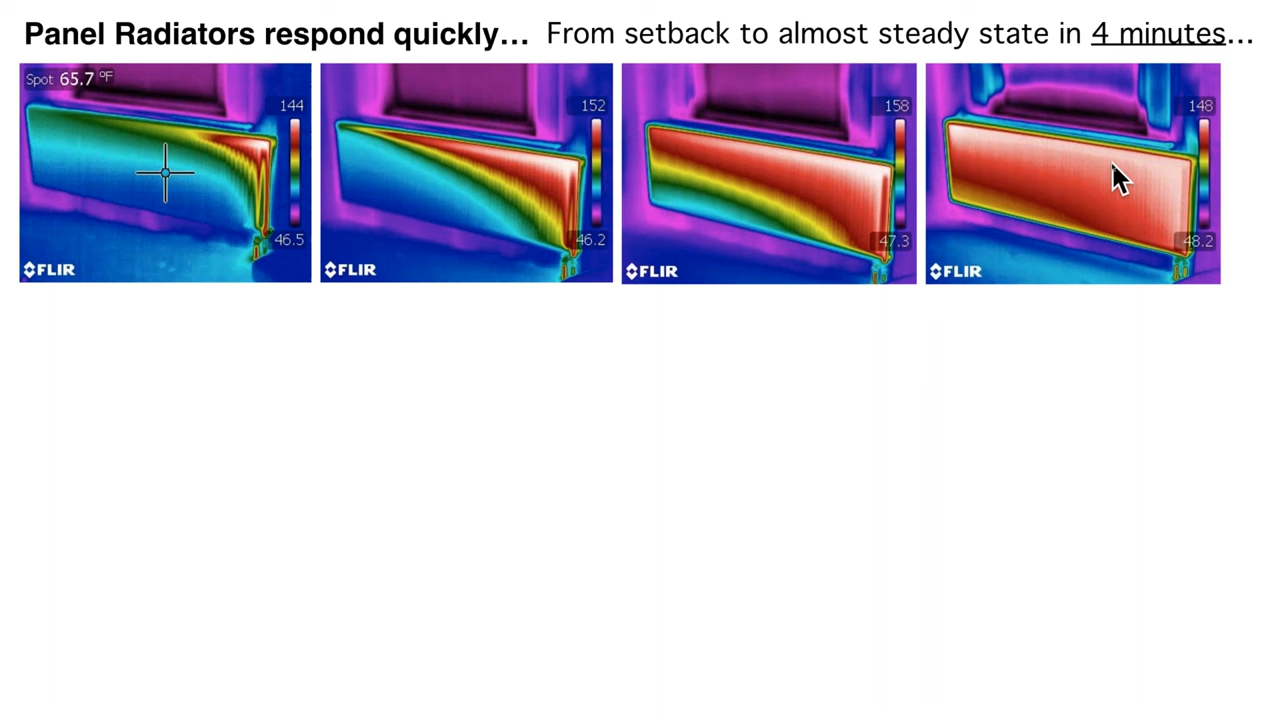 Panel Radiators respond quickly... From setback to almost steady state in 4 minutes...
Spot 65.7 °F
144
46.5
FLIR
152
46.2
FLIR
158
47.3
FLIR
148
48.2
FLIR